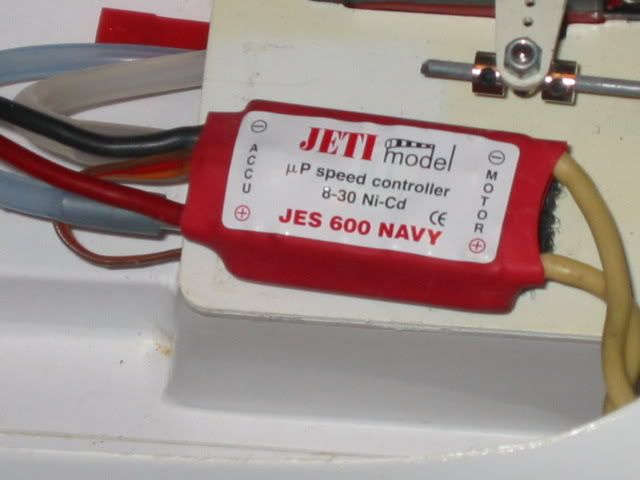 JETI model
μP speed controller
8-30 Ni-Cd
CE
JES 600 NAVY
⊖
ACCU
⊕
⊖
MOTOR
⊕